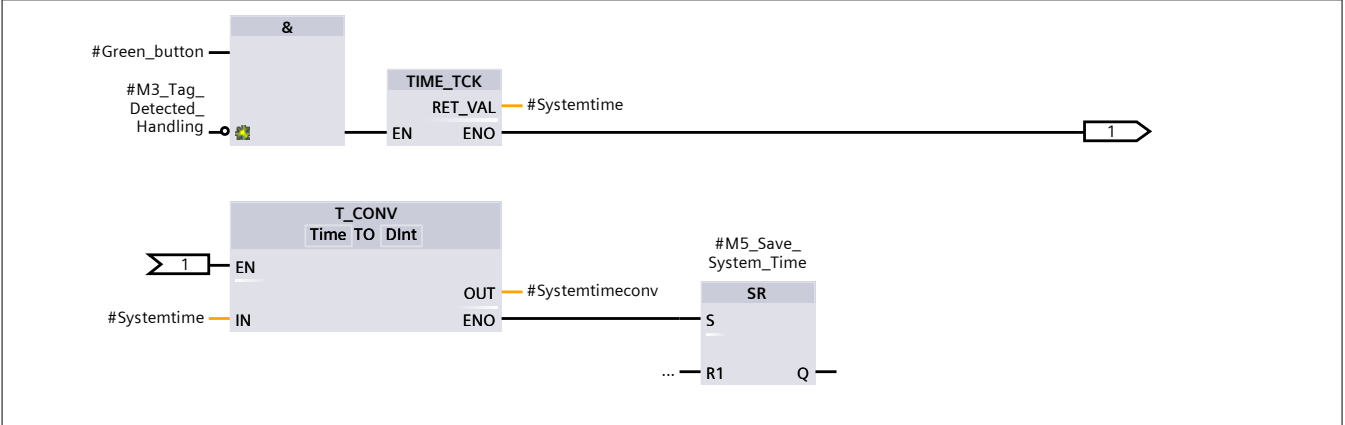 &
#Green_button
#M3_Tag_
Detected_
Handling
TIME_TCK
RET_VAL
#Systemtime
EN
ENO
1
T_CONV
Time TO DInt
1
EN
#M5_Save_
System_Time
OUT
#Systemtimeconv
SR
#Systemtime
IN
ENO
S
...
R1
Q